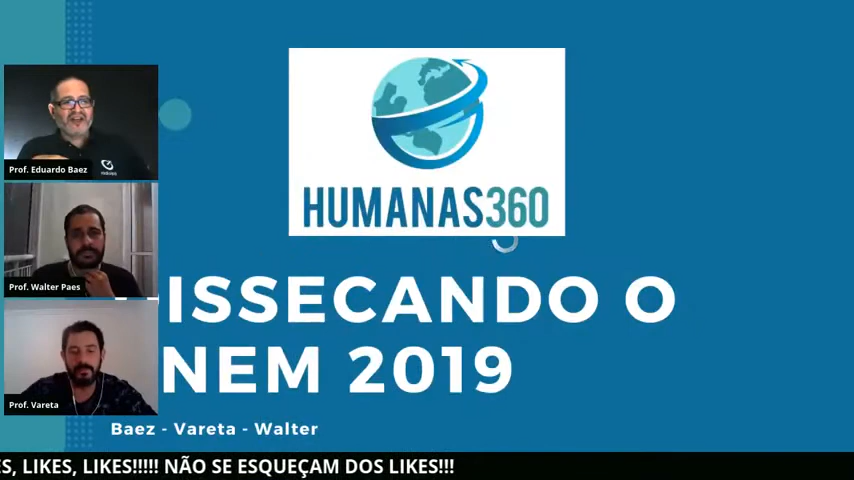 HUMANAS360
ISSECANDO O
NEM 2019
Baez - Vareta - Walter
Prof. Eduardo Baez
Prof. Walter Paes
Prof. Vareta
ES, LIKES, LIKES!!!!! NÃO SE ESQUEÇAM DOS LIKES!!!